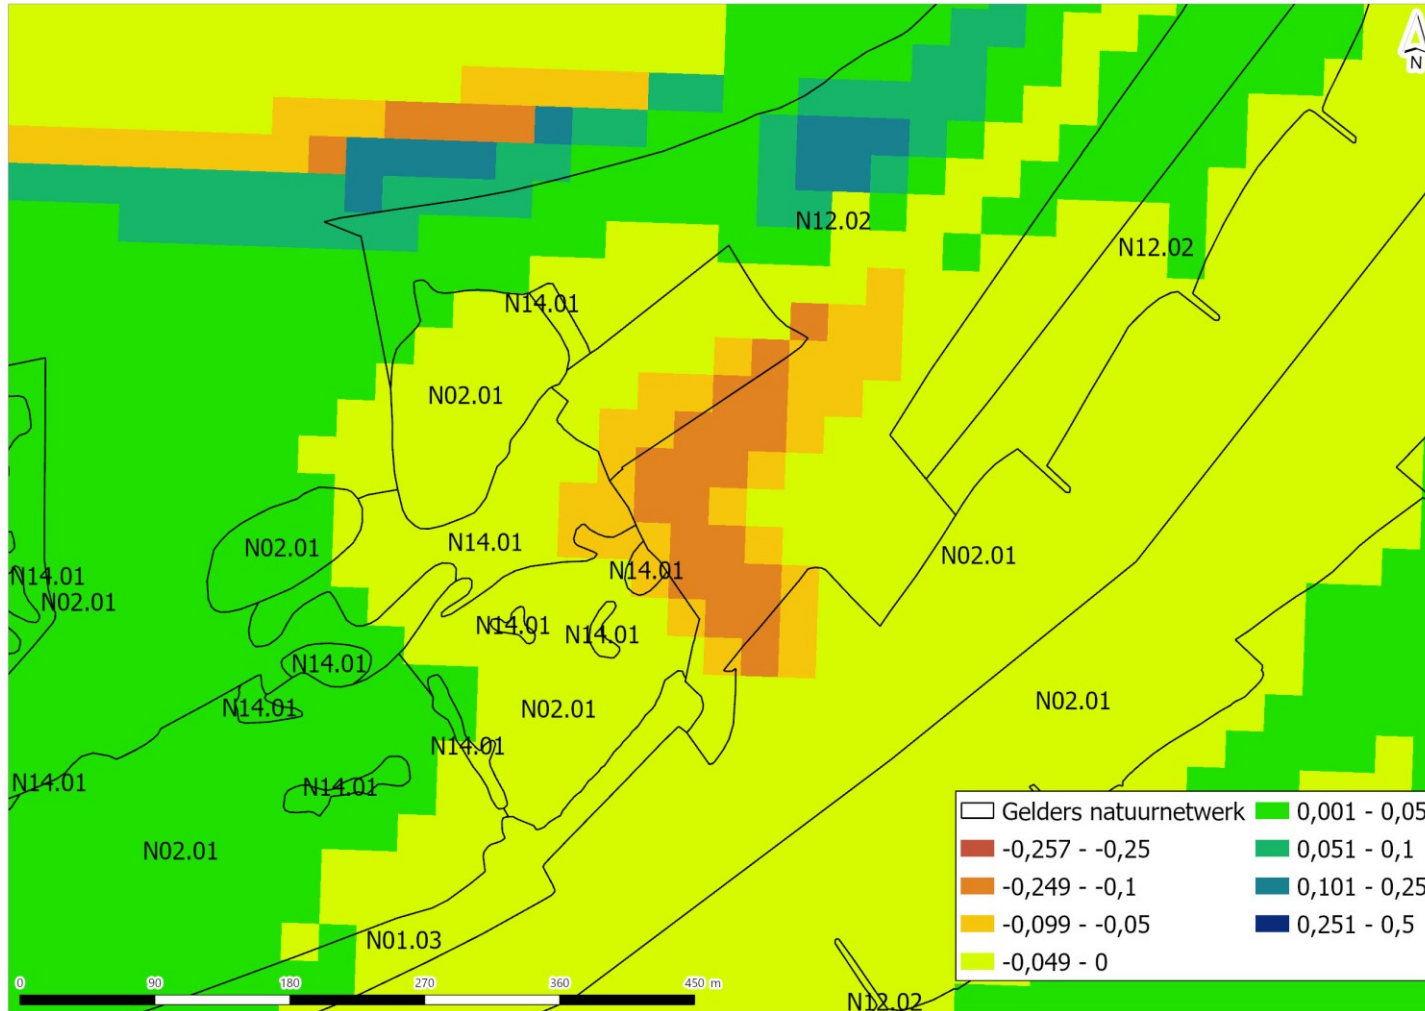 N
N12.02
N12.02
N14.01
N02.01
N02.01
N14.01
N02.01
N14.01
N14.01
N02.01
N14.01
N14.01
N14.01
N14.01
N02.01
N02.01
N14.01
N14.01
N14.01
N02.01
N01.03
N12.02
0 90 180 270 360 450 m
Gelders natuurnetwerk
-0,257 - -0,25
-0,249 - -0,1
-0,099 - -0,05
-0,049 - 0
0,001 - 0,05
0,051 - 0,1
0,101 - 0,25
0,251 - 0,5